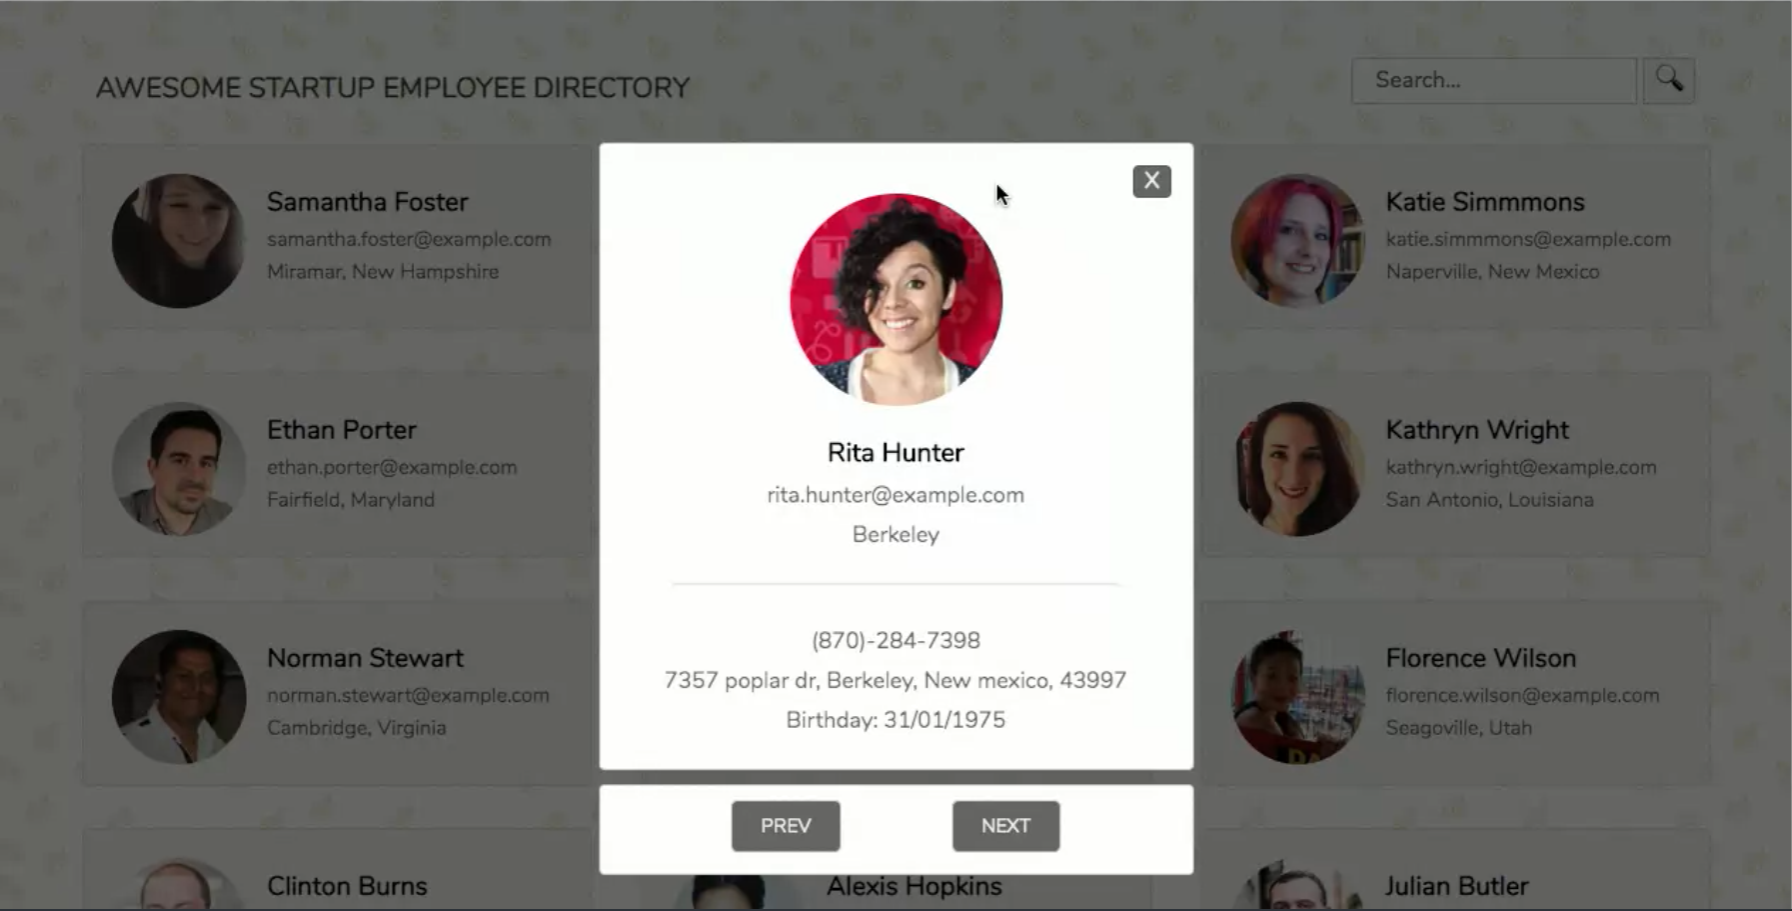 AWESOME STARTUP EMPLOYEE DIRECTORY
Search...
X
Samantha Foster
samantha.foster@example.com
Miramar, New Hampshire
Katie Simmmons
katie.simmmons@example.com
Naperville, New Mexico
Ethan Porter
ethan.porter@example.com
Fairfield, Maryland
Rita Hunter
rita.hunter@example.com
Berkeley
(870)-284-7398
7357 poplar dr, Berkeley, New mexico, 43997
Birthday: 31/01/1975
Kathryn Wright
kathryn.wright@example.com
San Antonio, Louisiana
Norman Stewart
norman.stewart@example.com
Cambridge, Virginia
Florence Wilson
florence.wilson@example.com
Seagoville, Utah
PREV
NEXT
Clinton Burns
Alexis Hopkins
Julian Butler